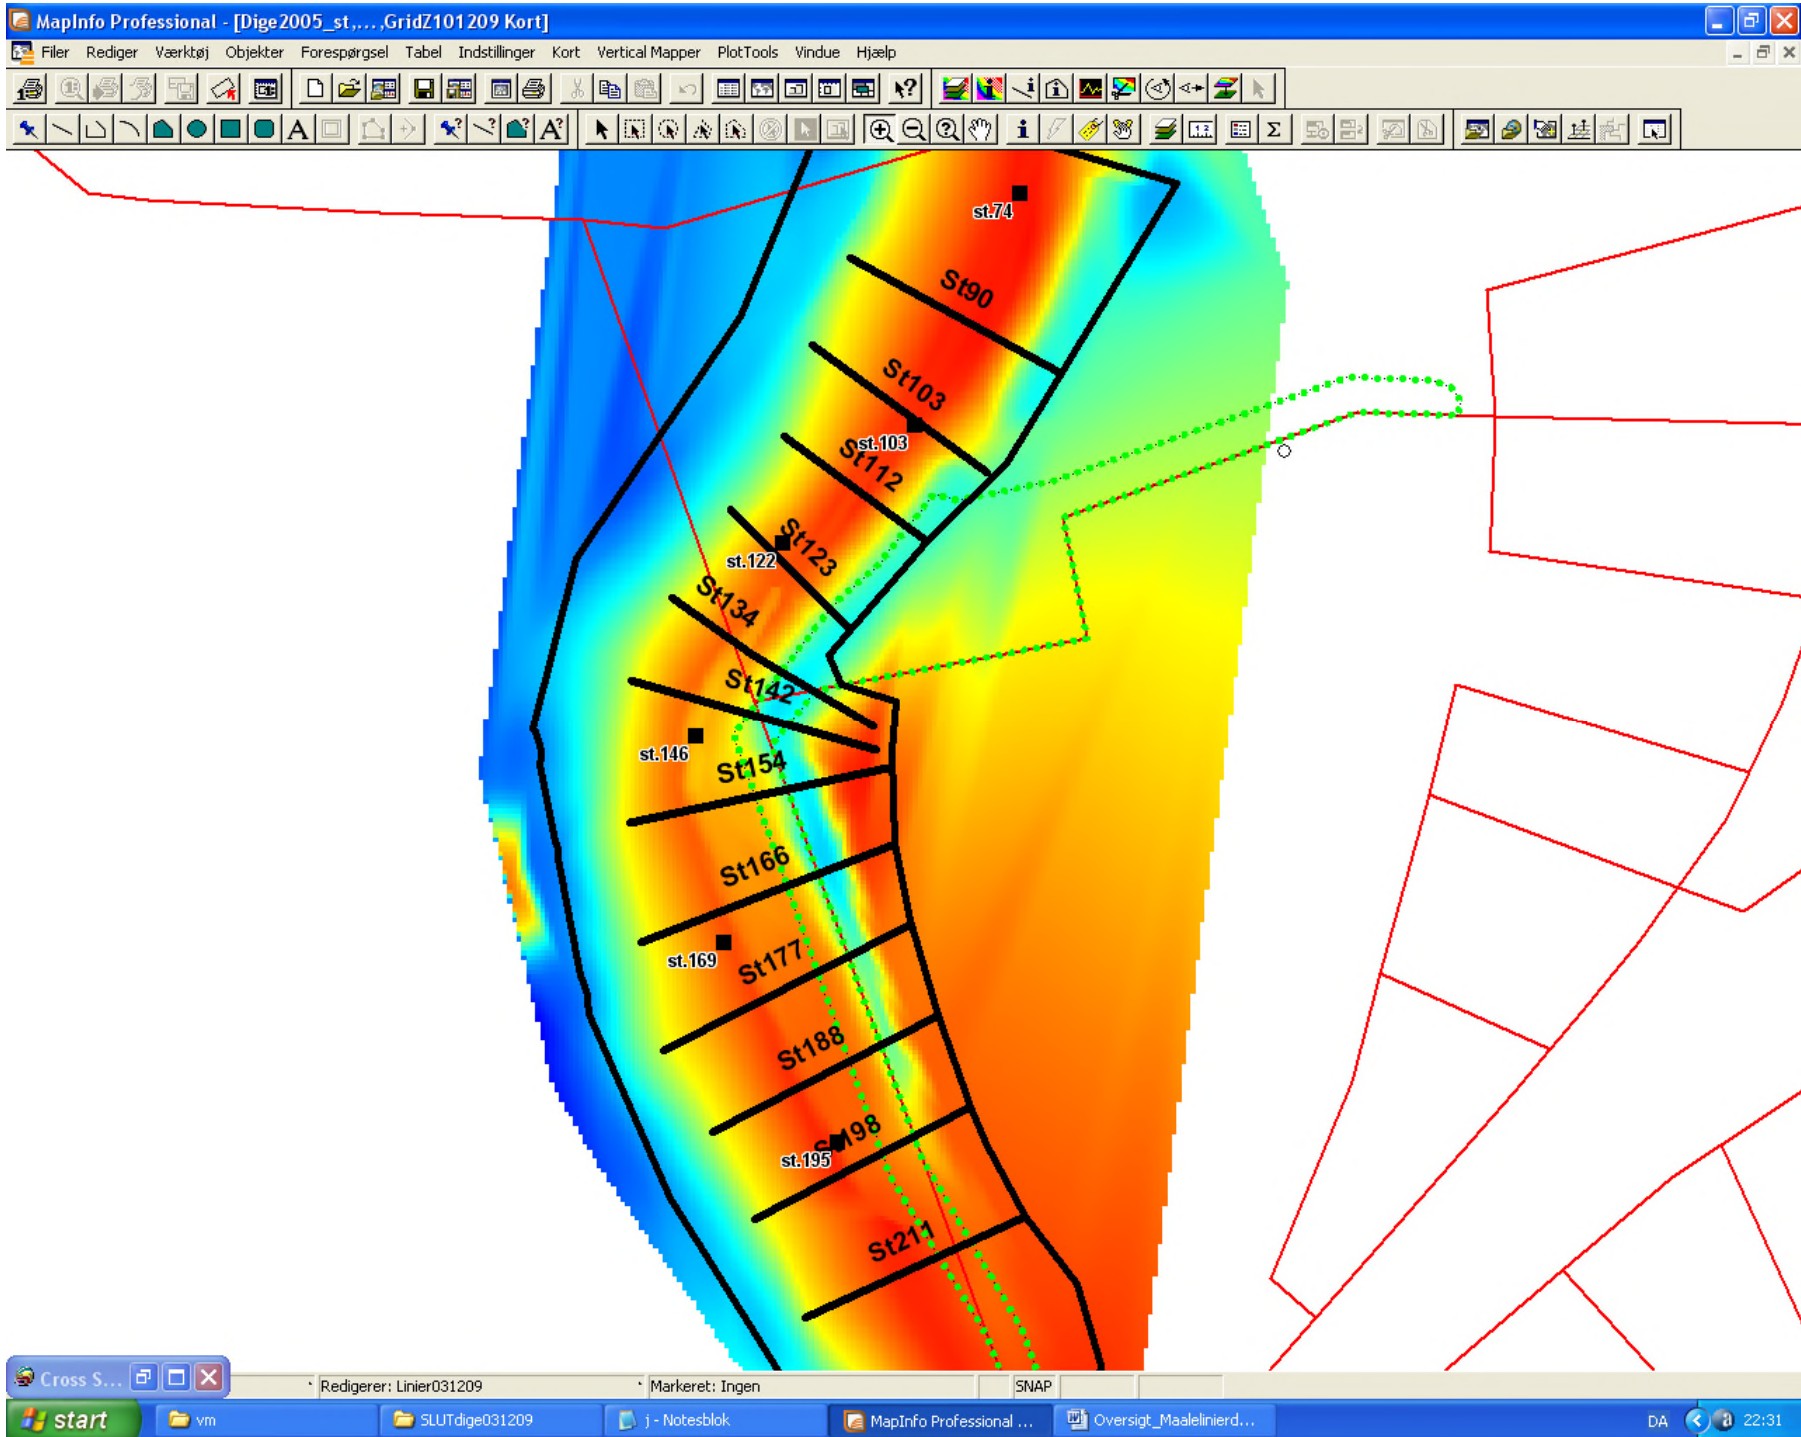 MapInfo Professional - [Dige2005_st,...,GridZ101209 Kort]
Filer Rediger Værktøj Objekter Forespørgsel Tabel Indstillinger Kort Vertical Mapper PlotTools Vindue Hjælp
st.74
St90
St103
st.103
St112
St123
st.122
St134
St142
st.146
St154
St166
st.169
St177
St188
St198
st.195
St211
Cross S...
Redigerer: Linier031209
Markeret: Ingen
SNAP
start
vm
SLUTdige031209
j - Notesblok
MapInfo Professional ...
Oversigt_Maalelinierd...
DA
22:31